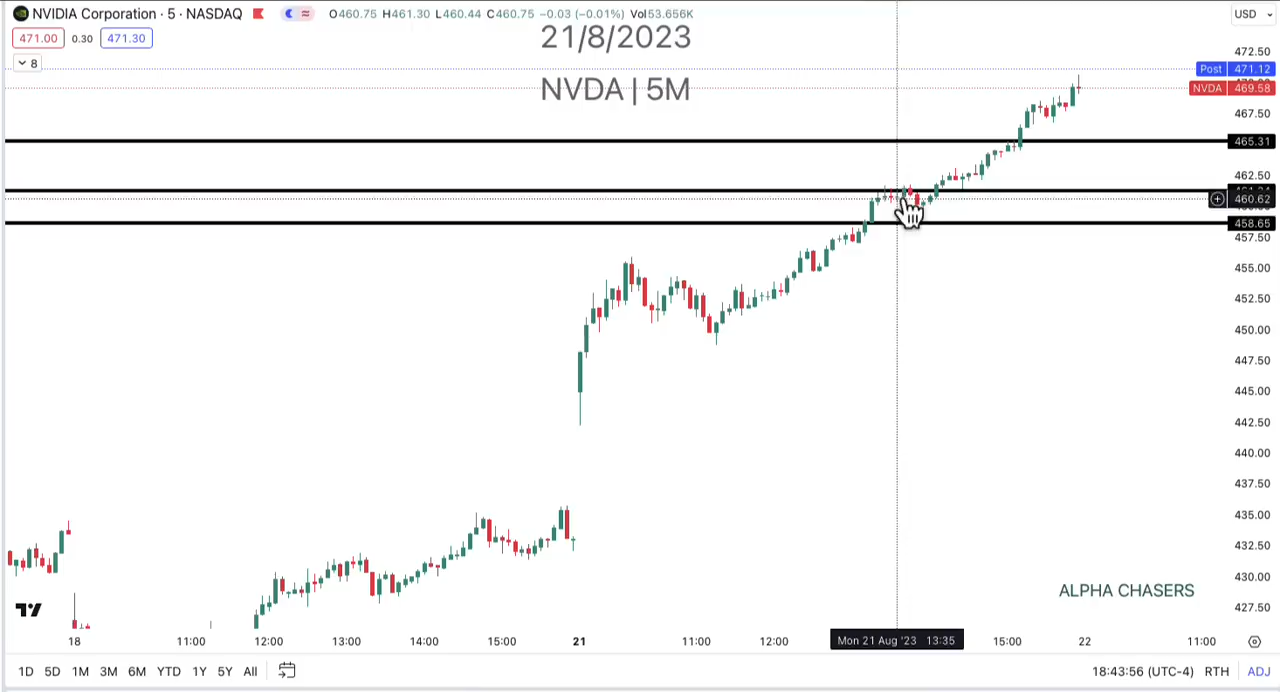 NVIDIA Corporation · 5 · NASDAQ O460.75 H461.30 L460.44 C460.75 −0.03 (−0.01%) Vol53.656K
USD
471.00 0.30 471.30
21/8/2023
8
NVDA | 5M
472.50
Post 471.12
NVDA 469.58
467.50
465.31
462.50
460.62
458.65
457.50
455.00
452.50
450.00
447.50
445.00
442.50
440.00
437.50
435.00
432.50
430.00
427.50
ALPHA CHASERS
18 11:00 12:00 13:00 14:00 15:00 21 11:00 12:00 Mon 21 Aug '23 13:35 15:00 22 11:00
1D 5D 1M 3M 6M YTD 1Y 5Y All 18:43:56 (UTC-4) RTH ADJ